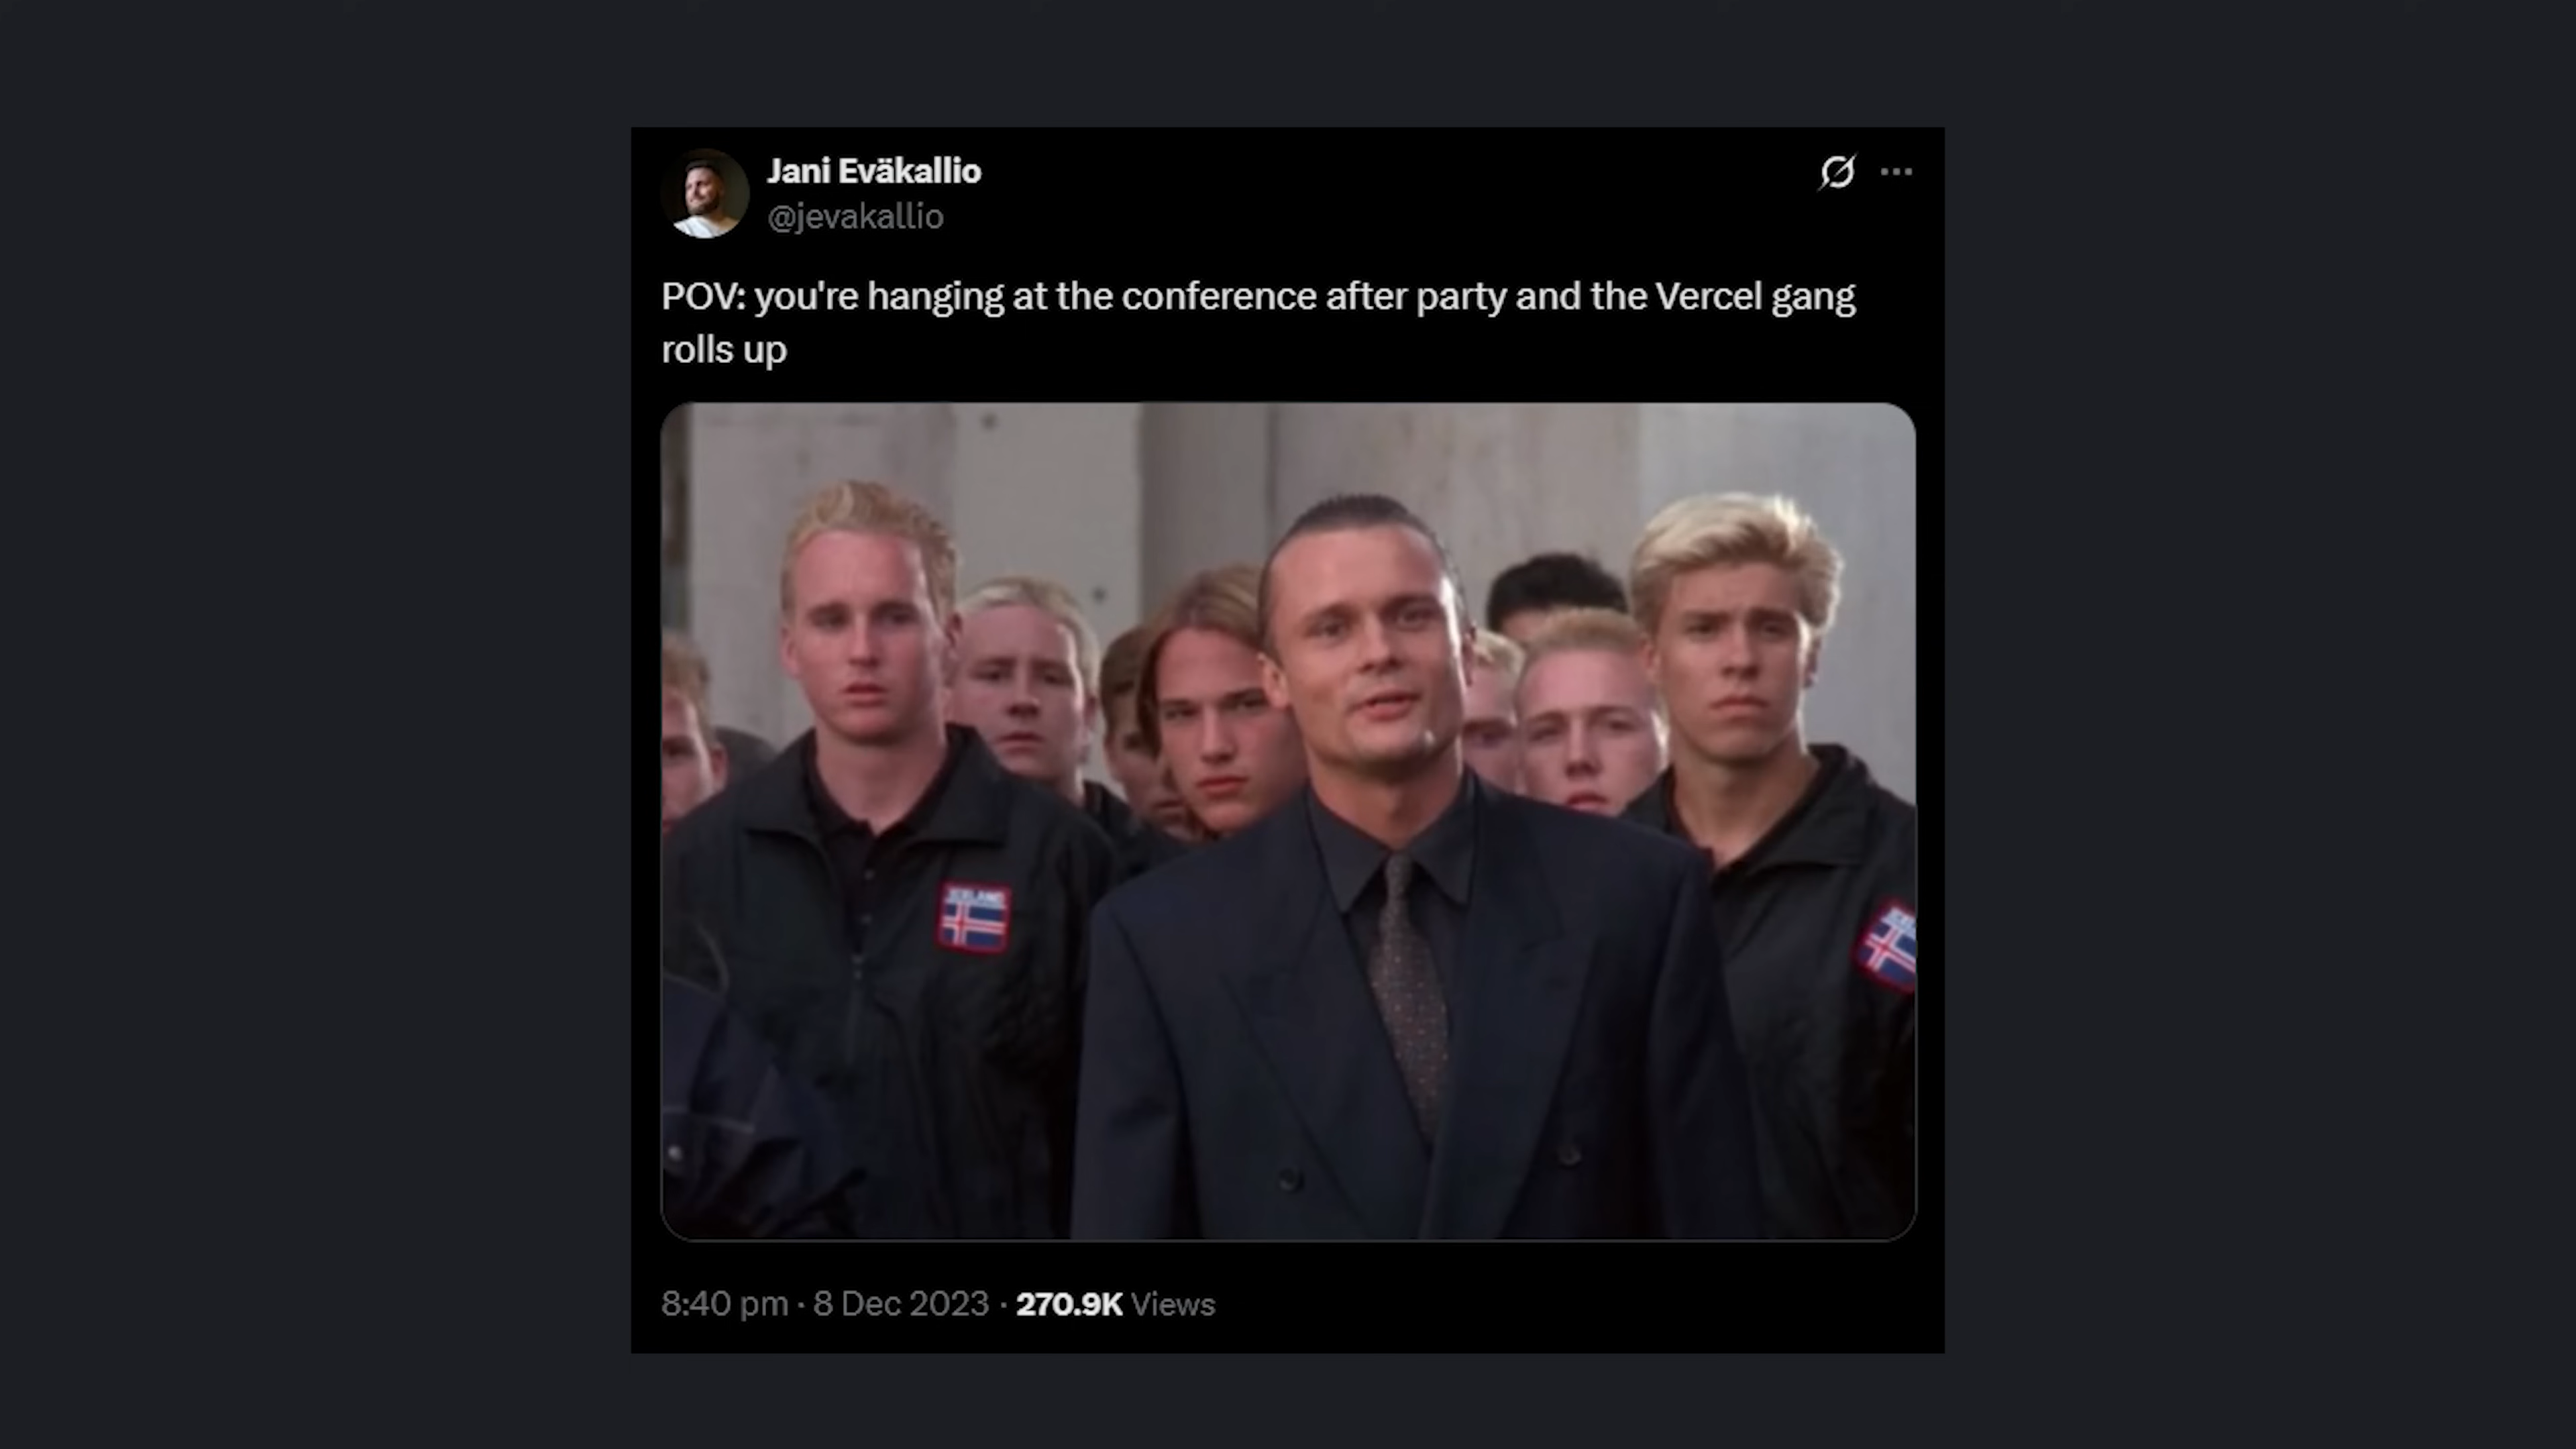 Jani Eväkallio
@jevakallio
POV: you're hanging at the conference after party and the Vercel gang
rolls up
ICELAND
8:40 pm · 8 Dec 2023 · 270.9K Views